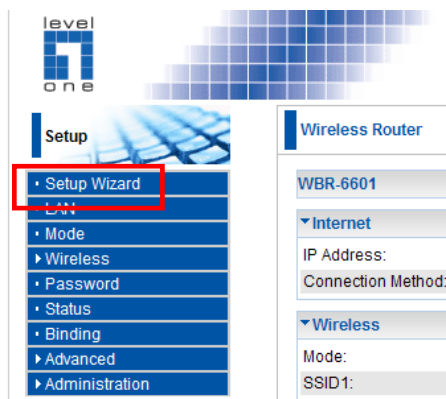 level
one
Setup
• Setup Wizard
• LAN
• Mode
▸ Wireless
• Password
• Status
• Binding
▸ Advanced
▸ Administration
Wireless Router
WBR-6601
▾ Internet
IP Address:
Connection Method:
▾ Wireless
Mode:
SSID1: